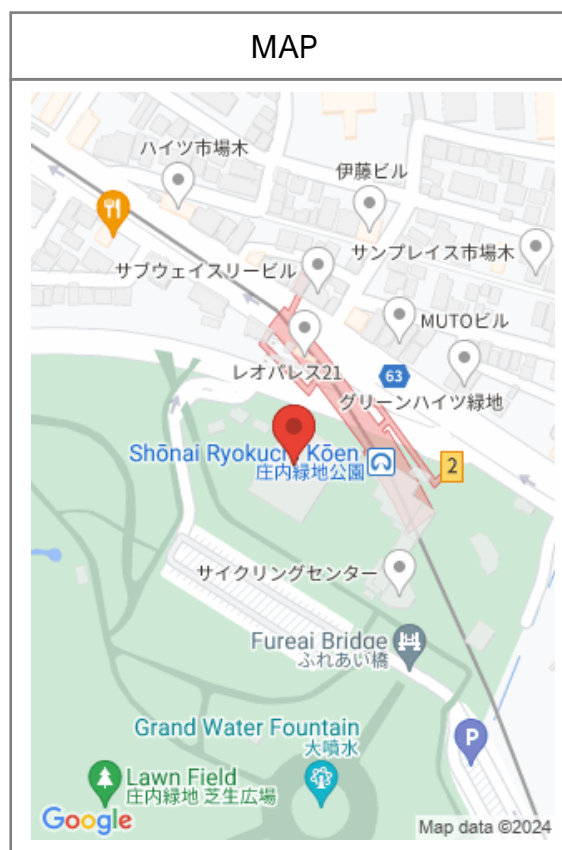 MAP
ハイツ市場木
伊藤ビル
サンプレイス市場木
サブウェイスリービル
MUTOビル
レオパレス21
63
グリーンハイツ緑地
Shōnai Ryokuchi Kōen
庄内緑地公園
2
サイクリングセンター
Fureai Bridge
ふれあい橋
Grand Water Fountain
大噴水
P
Lawn Field
庄内緑地 芝生広場
Google
Map data ©2024